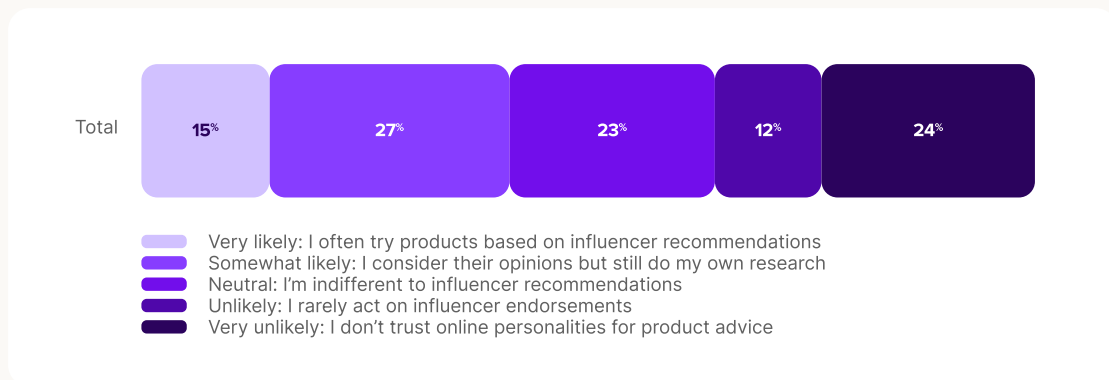 Total 15% 27% 23% 12% 24%
Very likely: I often try products based on influencer recommendations
Somewhat likely: I consider their opinions but still do my own research
Neutral: I’m indifferent to influencer recommendations
Unlikely: I rarely act on influencer endorsements
Very unlikely: I don’t trust online personalities for product advice